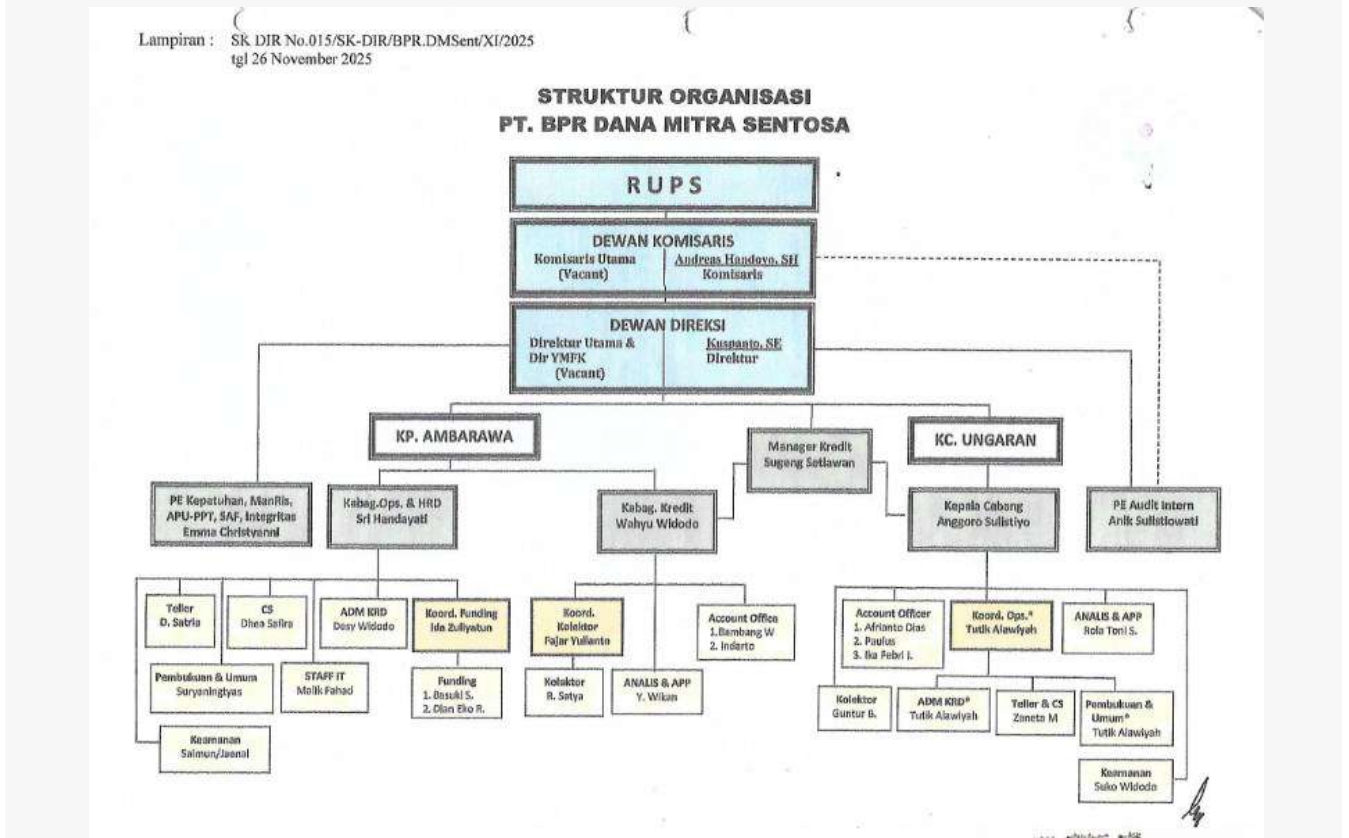 Lampiran : SK DIR No.015/SK-DIR/BPR.DMSent/XI/2025
tgl 26 November 2025
STRUKTUR ORGANISASI
PT. BPR DANA MITRA SENTOSA
R U P S
DEWAN KOMISARIS
Komisaris Utama
(Vacant)
Andreas Handoyo, SH
Komisaris
DEWAN DIREKSI
Direktur Utama &
Dir YMFK
(Vacant)
Kuspanto, SE
Direktur
KP. AMBARAWA
Manager Kredit
Sugeng Setiawan
KC. UNGARAN
PE Kepatuhan, ManRis,
APU-PPT, SAF, Integritas
Emma Christyanni
Kabag.Ops. & HRD
Sri Handayati
Kabag. Kredit
Wahyu Widodo
Kepala Cabang
Anggoro Sulistiyo
PE Audit Intern
Anik Sulistiowati
Teller
D. Satria
CS
Dhea Safira
ADM KRD
Desy Widodo
Koord. Funding
Ida Zuliyatun
Koord.
Kolektor
Fajar Yulianto
Account Office
1.Bambang W
2. Indarto
Account Officer
1. Afrianto Dias
2. Paulus
3. Ika Febri I.
Koord. Ops.*
Tutik Alawiyah
ANALIS & APP
Rola Toni S.
Pembukuan & Umum
Suryaningtyas
STAFF IT
Malik Fahad
Funding
1. Basuki S.
2. Dian Eko R.
Kolektor
R. Satya
ANALIS & APP
Y. Wikan
Kolektor
Guntur B.
ADM KRD*
Tutik Alawiyah
Teller & CS
Zaneta M
Pembukuan &
Umum*
Tutik Alawiyah
Keamanan
Saimun/Jaenal
Keamanan
Suko Widodo